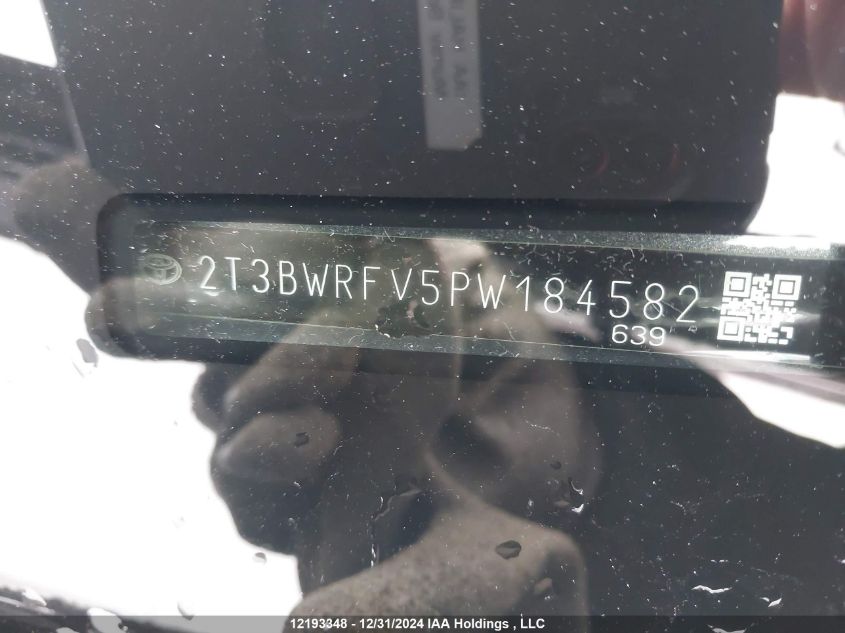 2T3BWRFV5PW184582
639
12193348 - 12/31/2024 IAA Holdings , LLC